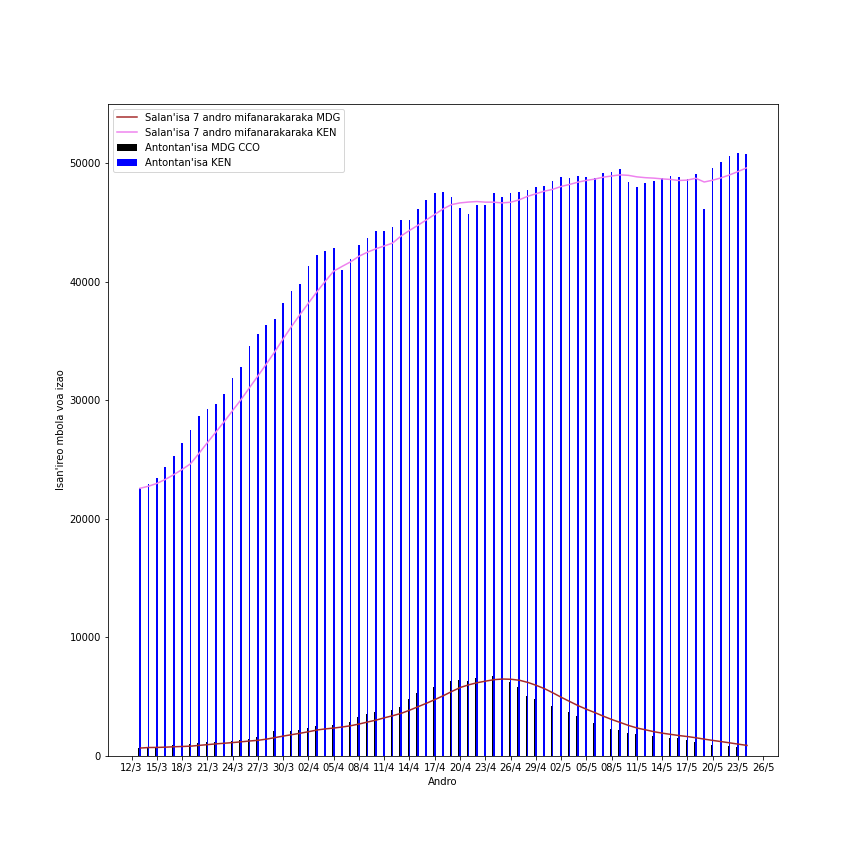 Salan'isa 7 andro mifanarakaraka MDG
Salan'isa 7 andro mifanarakaraka KEN
Antontan'isa MDG CCO
Antontan'isa KEN
50000
40000
30000
20000
10000
0
Isan'ireo mbola voa izao
12/3 15/3 18/3 21/3 24/3 27/3 30/3 02/4 05/4 08/4 11/4 14/4 17/4 20/4 23/4 26/4 29/4 02/5 05/5 08/5 11/5 14/5 17/5 20/5 23/5 26/5
Andro